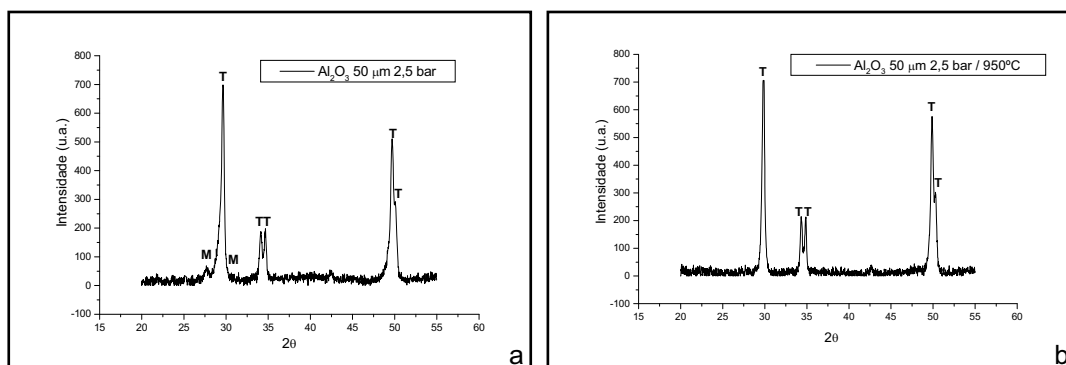 Al₂O₃ 50 μm 2,5 bar
Intensidade (u.a.)
800
700
600
500
400
300
200
100
0
-100
T
M
M
T T
T
T
15 20 25 30 35 40 45 50 55 60
2θ
a
Al₂O₃ 50 μm 2,5 bar / 950ºC
Intensidade (u.a.)
800
700
600
500
400
300
200
100
0
-100
T
T T
T
T
15 20 25 30 35 40 45 50 55 60
2θ
b